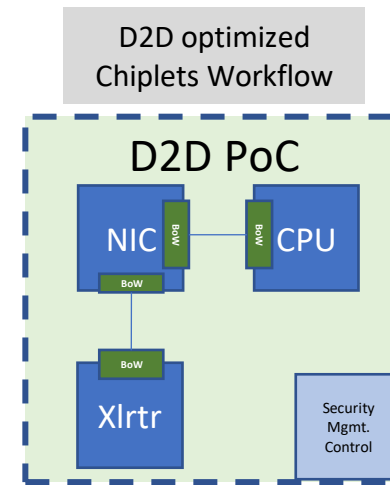 D2D optimized
Chiplets Workflow
D2D PoC
NIC
BoW
BoW
CPU
BoW
BoW
Xlrtr
Security
Mgmt.
Control